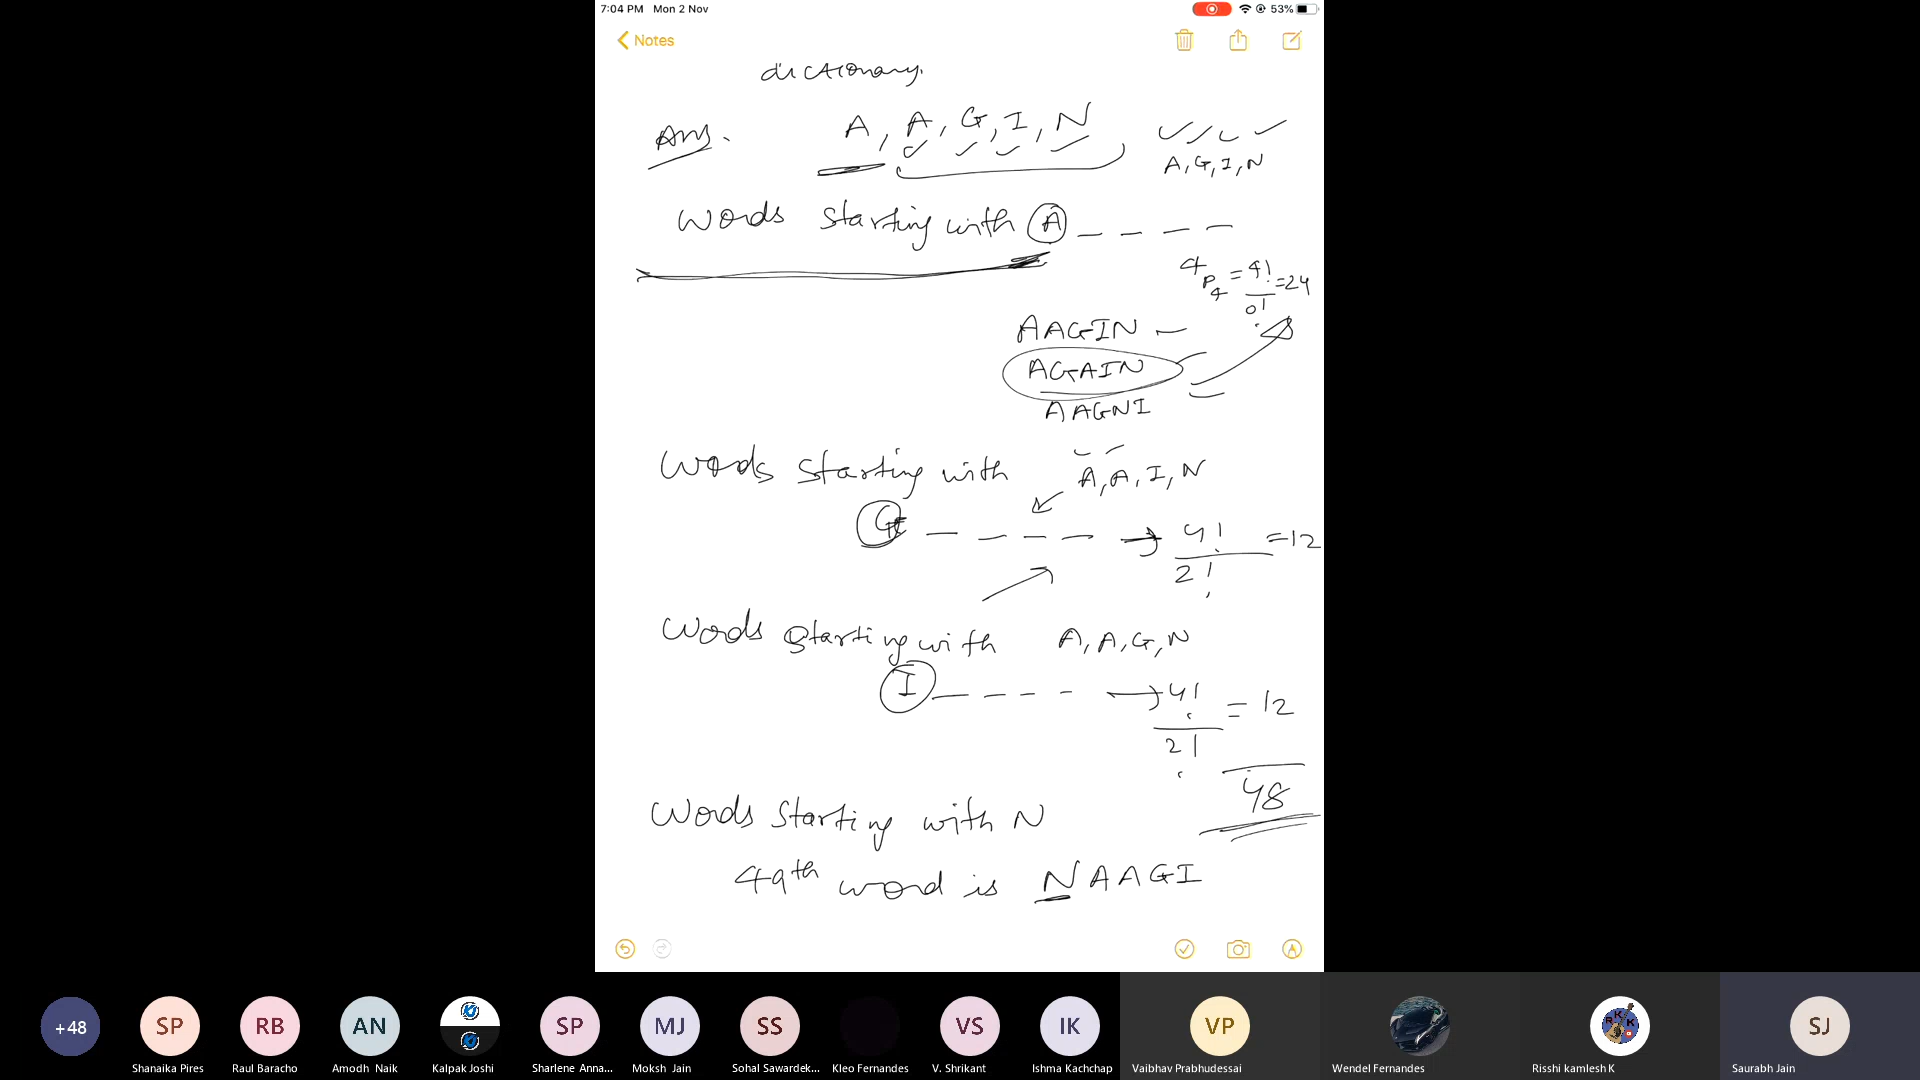 7:04 PM Mon 2 Nov 53%
Notes
dictionary.
Ans. A, A, G, I, N
A, G, I, N
Words starting with A _ _ _ _
4P4 = 4!/0! = 24
AAGIN
AGAIN
AAGNI
Words starting with A, A, I, N
G _ _ _ _ → 4!/2! = 12
Words starting with A, A, G, N
I _ _ _ _ → 4!/2! = 12
48
Words starting with N
49th word is NAAGI
+48 SP RB AN SP MJ SS VS IK VP RKK SJ
Shanaika Pires Raul Baracho Amodh Naik Kalpak Joshi Sharlene Anna... Moksh Jain Sohal Sawardek... Kleo Fernandes V. Shrikant Ishma Kachchap Vaibhav Prabhudessai Wendel Fernandes Risshi kamlesh K Saurabh Jain